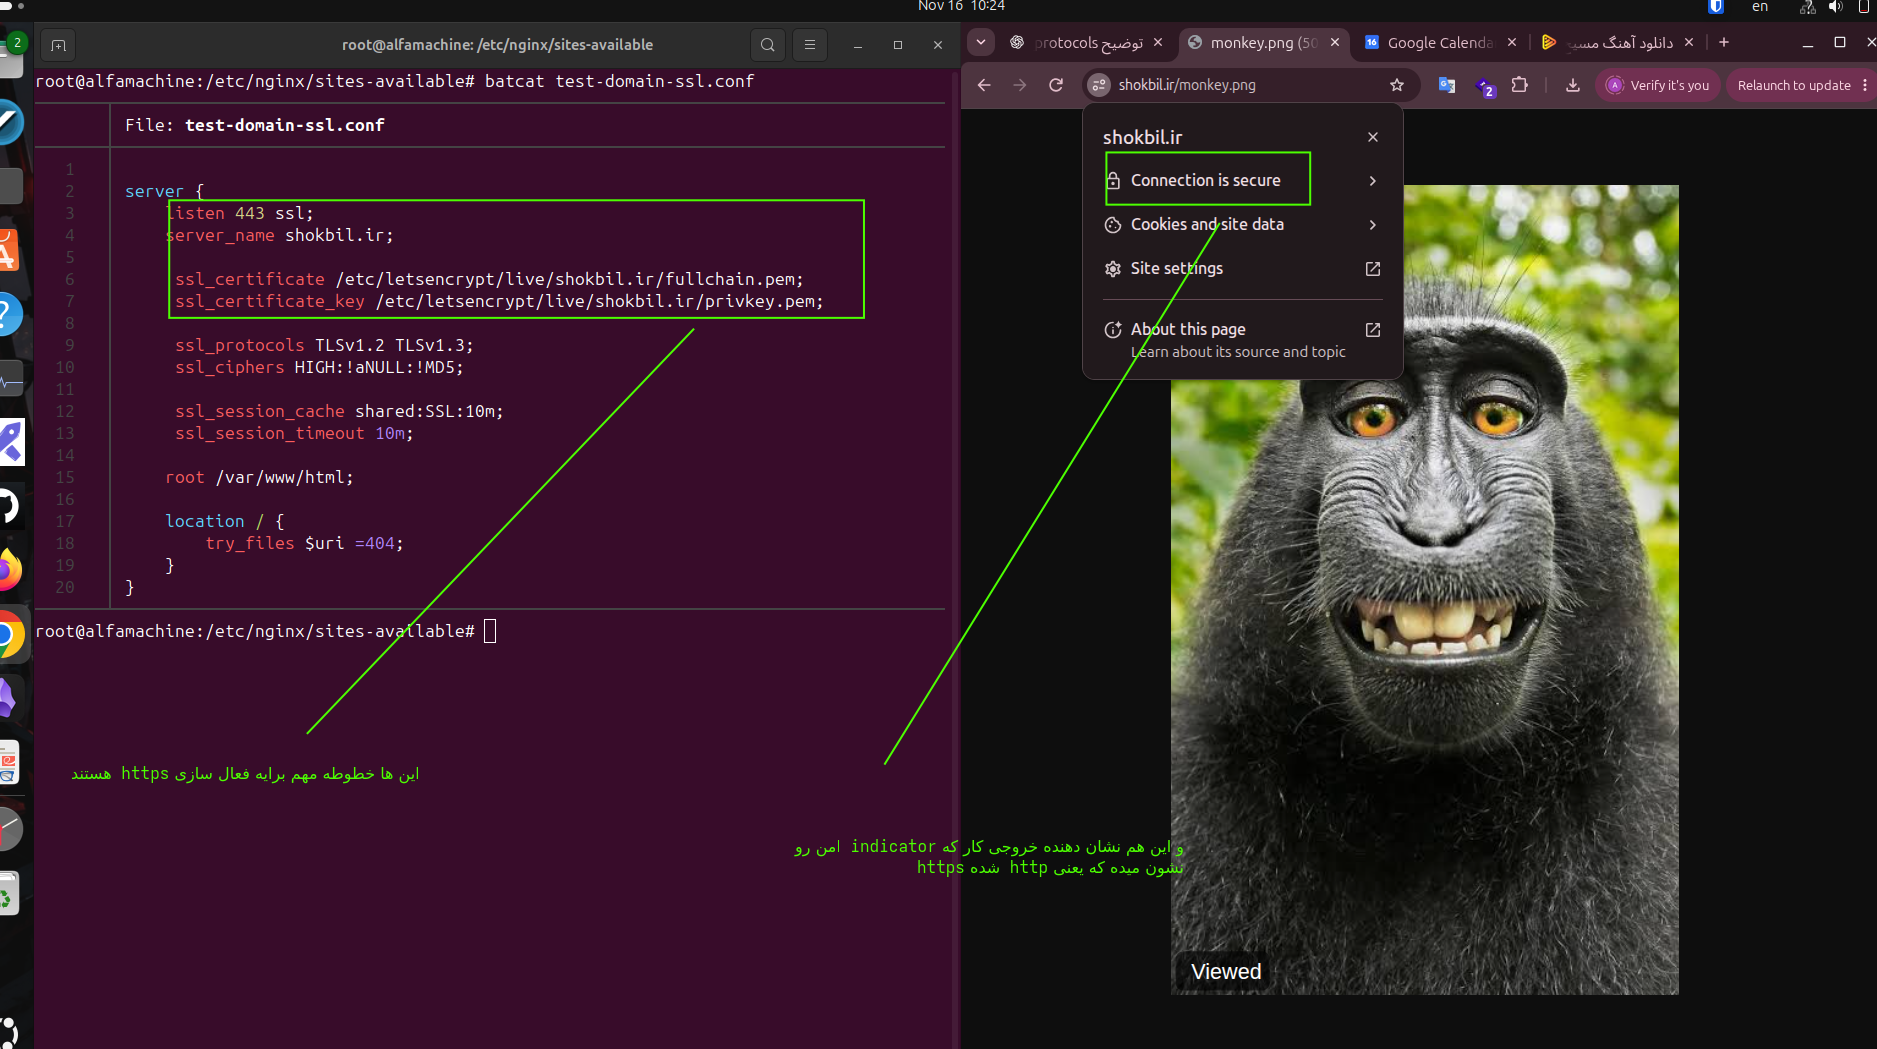 Nov 16 10:24
en
2
root@alfamachine: /etc/nginx/sites-available
root@alfamachine:/etc/nginx/sites-available# batcat test-domain-ssl.conf
File: test-domain-ssl.conf
1
2 server {
3 listen 443 ssl;
4 server_name shokbil.ir;
5
6 ssl_certificate /etc/letsencrypt/live/shokbil.ir/fullchain.pem;
7 ssl_certificate_key /etc/letsencrypt/live/shokbil.ir/privkey.pem;
8
9 ssl_protocols TLSv1.2 TLSv1.3;
10 ssl_ciphers HIGH:!aNULL:!MD5;
11
12 ssl_session_cache shared:SSL:10m;
13 ssl_session_timeout 10m;
14
15 root /var/www/html;
16
17 location / {
18 try_files $uri =404;
19 }
20 }
root@alfamachine:/etc/nginx/sites-available#
این ها خطوطه مهم برایه فعال سازی https هستند
توضیح protocols
monkey.png (50
16 Google Calenda
دانلود آهنگ مسیح
shokbil.ir/monkey.png
2
A Verify it's you
Relaunch to update
shokbil.ir
Connection is secure
Cookies and site data
Site settings
About this page
Learn about its source and topic
و این هم نشان دهنده خروجی کار که indicator امن رو
نشون میده که یعنی http شده https
Viewed